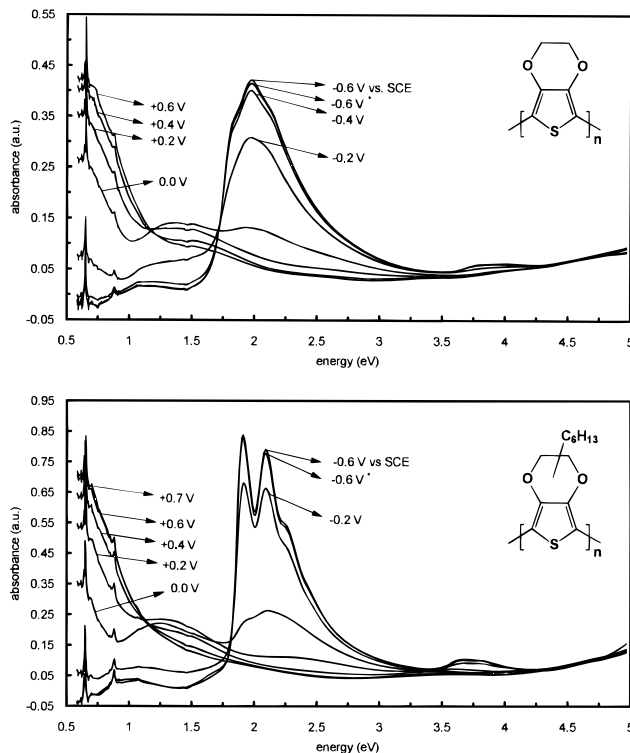 0.55
0.45
0.35
0.25
0.15
0.05
-0.05
absorbance (a.u.)
+0.6 V
+0.4 V
+0.2 V
0.0 V
-0.6 V vs. SCE
-0.6 V *
-0.4 V
-0,2 V
O
O
S
n
0.5
1
1.5
2
2.5
3
3.5
4
4.5
5
energy (eV)
0.95
0.85
0.75
0.65
0.55
0.45
0.35
0.25
0.15
0.05
-0.05
absorbance (a.u.)
+0.7 V
+0.6 V
+0.4 V
+0.2 V
0.0 V
-0.6 V vs SCE
-0.6 V *
-0.2 V
C6H13
O
O
S
n
0.5
1
1.5
2
2.5
3
3.5
4
4.5
5
energy (eV)